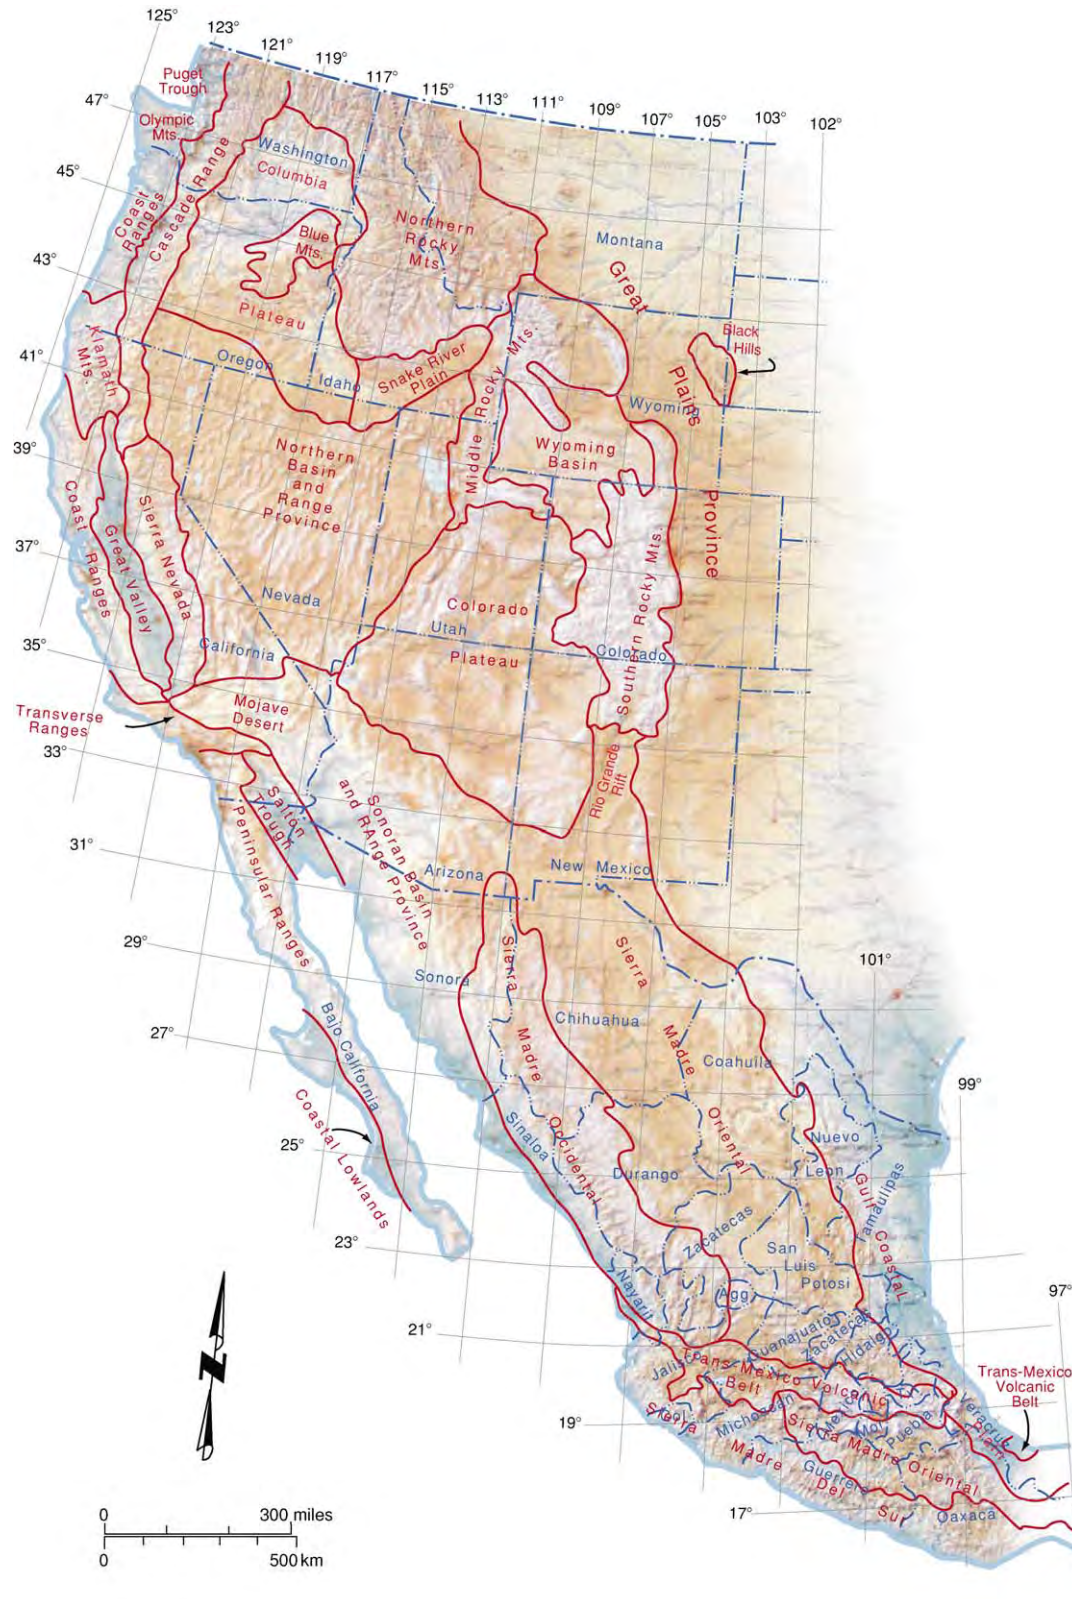 125°
123°
121°
119°
117°
115°
113°
111°
109°
107°
105°
103°
102°
47°
45°
43°
41°
39°
37°
35°
33°
31°
29°
27°
25°
23°
21°
19°
17°
101°
99°
97°
Puget
Trough
Olympic
Mts.
Coast
Ranges
Cascade Range
Washington
Columbia
Plateau
Blue
Mts.
Northern
Rocky
Mts.
Montana
Great
Plains
Province
Black
Hills
Klamath
Mts.
Oregon
Idaho
Snake River
Plain
Middle Rocky Mts.
Wyoming
Wyoming
Basin
Northern
Basin
and
Range
Province
Coast Ranges
Great Valley
Sierra Nevada
Nevada
California
Utah
Colorado
Plateau
Colorado
Southern Rocky Mts.
Transverse
Ranges
Mojave
Desert
Salton
Trough
Peninsular Ranges
Sonoran Basin
and RAnge Province
Rio Grande
Rift
Arizona
New Mexico
Sonora
Chihuahua
Coahulla
Sierra
Madre
Occidental
Sierra
Madre
Oriental
Bajo California
Coastal Lowlands
Sinaloa
Durango
Nuevo
Leon
Tamaulipas
Gulf Coastal
Plain
Zacatecas
San
Luis
Potosi
Nayarit
Agg
Guanajuato
Zacatecas
Hidalgo
Jalisco
Trans-Mexico Volcanic
Belt
Trans-Mexico
Volcanic
Belt
Veracruz
Col
Michoacan
Mexico
Mor
Puebla
Sierra Madre Oriental
Guerrero
Oaxaca
Sierra
Madre
Del
Sur
N
0 300 miles
0 500 km